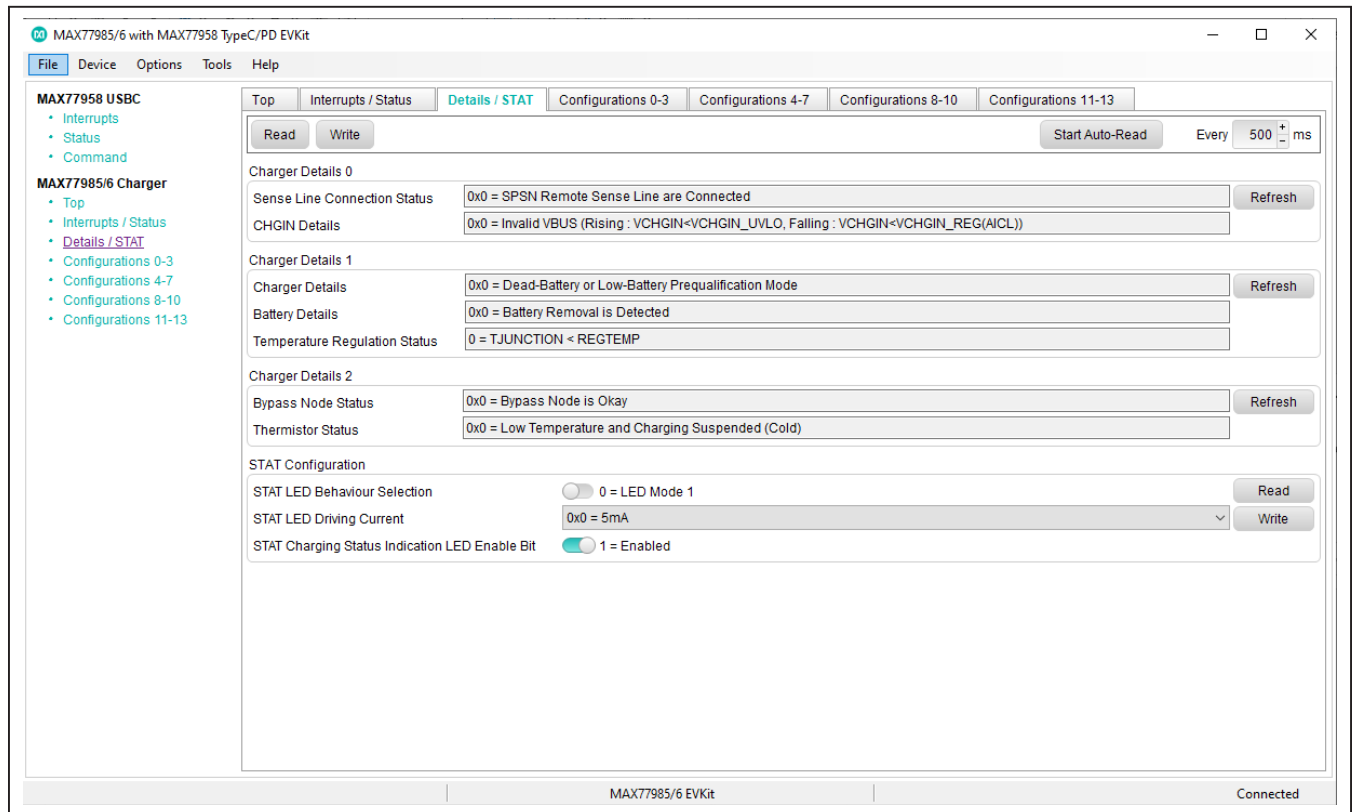 MAX77985/6 with MAX77958 TypeC/PD EVKit
File Device Options Tools Help
MAX77958 USBC
• Interrupts
• Status
• Command
MAX77985/6 Charger
• Top
• Interrupts / Status
• Details / STAT
• Configurations 0-3
• Configurations 4-7
• Configurations 8-10
• Configurations 11-13
Top Interrupts / Status Details / STAT Configurations 0-3 Configurations 4-7 Configurations 8-10 Configurations 11-13
Read Write Start Auto-Read Every 500 + - ms
Charger Details 0
Sense Line Connection Status 0x0 = SPSN Remote Sense Line are Connected Refresh
CHGIN Details 0x0 = Invalid VBUS (Rising : VCHGIN<VCHGIN_UVLO, Falling : VCHGIN<VCHGIN_REG(AICL))
Charger Details 1
Charger Details 0x0 = Dead-Battery or Low-Battery Prequalification Mode Refresh
Battery Details 0x0 = Battery Removal is Detected
Temperature Regulation Status 0 = TJUNCTION < REGTEMP
Charger Details 2
Bypass Node Status 0x0 = Bypass Node is Okay Refresh
Thermistor Status 0x0 = Low Temperature and Charging Suspended (Cold)
STAT Configuration
STAT LED Behaviour Selection 0 = LED Mode 1 Read
STAT LED Driving Current 0x0 = 5mA Write
STAT Charging Status Indication LED Enable Bit 1 = Enabled
MAX77985/6 EVKit Connected